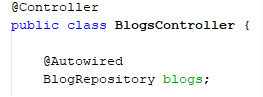 @Controller
public class BlogsController {
@Autowired
BlogRepository blogs;